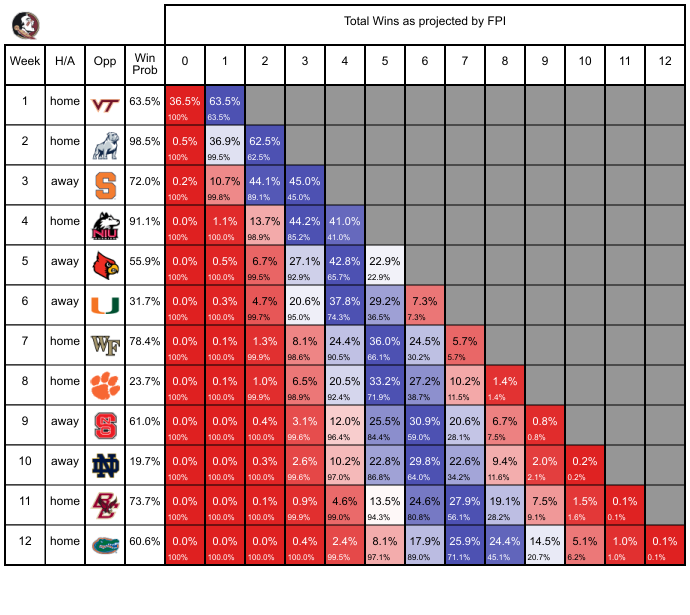 Total Wins as projected by FPI
Week H/A Opp Win Prob 0 1 2 3 4 5 6 7 8 9 10 11 12
1 home VT 63.5% 36.5% 63.5%
100% 63.5%
2 home 98.5% 0.5% 36.9% 62.5%
100% 99.5% 62.5%
3 away S 72.0% 0.2% 10.7% 44.1% 45.0%
100% 99.8% 89.1% 45.0%
4 home NIU 91.1% 0.0% 1.1% 13.7% 44.2% 41.0%
100% 100.0% 98.9% 85.2% 41.0%
5 away 55.9% 0.0% 0.5% 6.7% 27.1% 42.8% 22.9%
100% 100.0% 99.5% 92.9% 65.7% 22.9%
6 away U 31.7% 0.0% 0.3% 4.7% 20.6% 37.8% 29.2% 7.3%
100% 100.0% 99.7% 95.0% 74.3% 36.5% 7.3%
7 home WF 78.4% 0.0% 0.1% 1.3% 8.1% 24.4% 36.0% 24.5% 5.7%
100% 100.0% 99.9% 98.6% 90.5% 66.1% 30.2% 5.7%
8 home 23.7% 0.0% 0.1% 1.0% 6.5% 20.5% 33.2% 27.2% 10.2% 1.4%
100% 100.0% 99.9% 98.9% 92.4% 71.9% 38.7% 11.5% 1.4%
9 away S 61.0% 0.0% 0.0% 0.4% 3.1% 12.0% 25.5% 30.9% 20.6% 6.7% 0.8%
100% 100.0% 100.0% 99.6% 96.4% 84.4% 59.0% 28.1% 7.5% 0.8%
10 away ND 19.7% 0.0% 0.0% 0.3% 2.6% 10.2% 22.8% 29.8% 22.6% 9.4% 2.0% 0.2%
100% 100.0% 100.0% 99.6% 97.0% 86.8% 64.0% 34.2% 11.6% 2.1% 0.2%
11 home BC 73.7% 0.0% 0.0% 0.1% 0.9% 4.6% 13.5% 24.6% 27.9% 19.1% 7.5% 1.5% 0.1%
100% 100.0% 100.0% 99.9% 99.0% 94.3% 80.8% 56.1% 28.2% 9.1% 1.6% 0.1%
12 home 60.6% 0.0% 0.0% 0.0% 0.4% 2.4% 8.1% 17.9% 25.9% 24.4% 14.5% 5.1% 1.0% 0.1%
100% 100.0% 100.0% 100.0% 99.5% 97.1% 89.0% 71.1% 45.1% 20.7% 6.2% 1.0% 0.1%